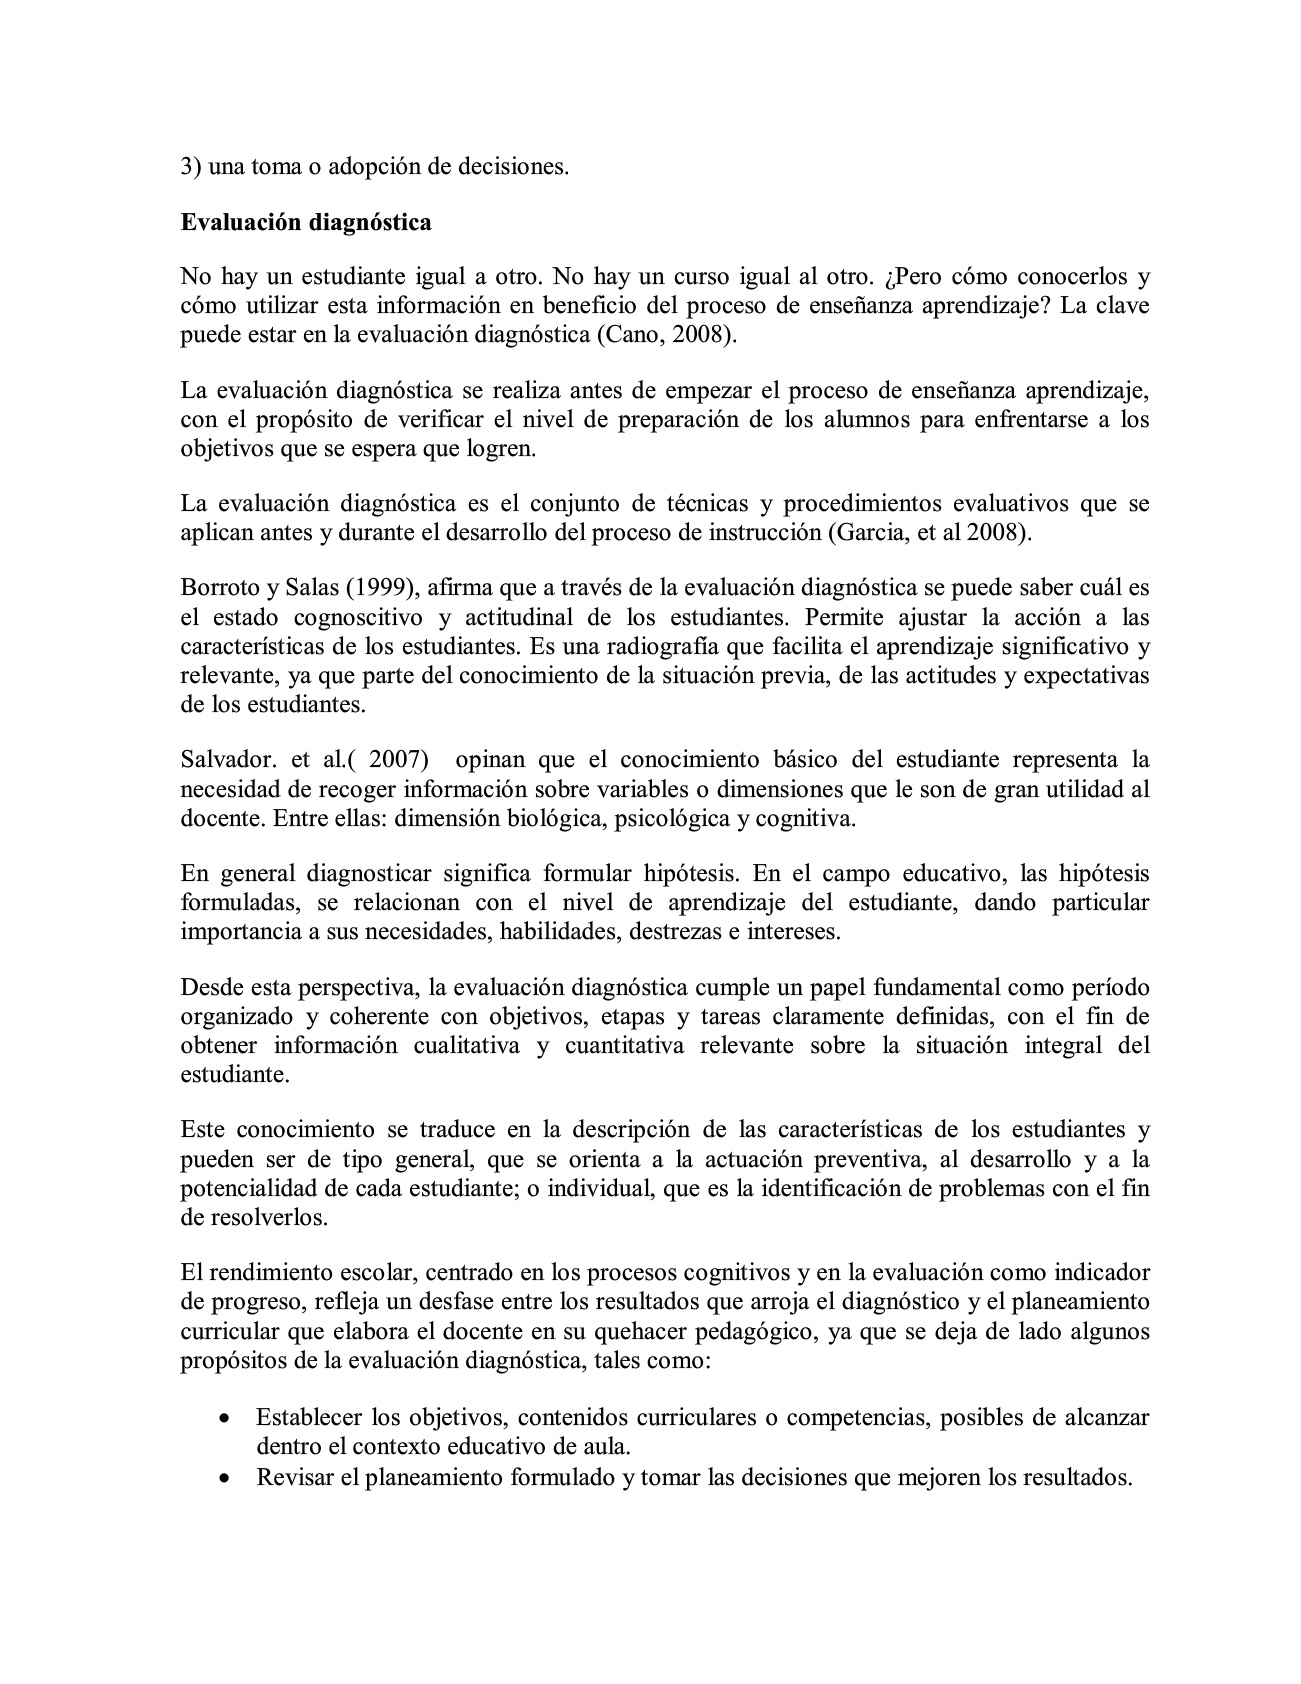 3) una toma o adopción de decisiones.
Evaluación diagnóstica
No hay un estudiante igual a otro. No hay un curso igual al otro. ¿Pero cómo conocerlos y
cómo utilizar esta información en beneficio del proceso de enseñanza aprendizaje? La clave
puede estar en la evaluación diagnóstica (Cano, 2008).
La evaluación diagnóstica se realiza antes de empezar el proceso de enseñanza aprendizaje,
con el propósito de verificar el nivel de preparación de los alumnos para enfrentarse a los
objetivos que se espera que logren.
La evaluación diagnóstica es el conjunto de técnicas y procedimientos evaluativos que se
aplican antes y durante el desarrollo del proceso de instrucción (Garcia, et al 2008).
Borroto y Salas (1999), afirma que a través de la evaluación diagnóstica se puede saber cuál es
el estado cognoscitivo y actitudinal de los estudiantes. Permite ajustar la acción a las
características de los estudiantes. Es una radiografía que facilita el aprendizaje significativo y
relevante, ya que parte del conocimiento de la situación previa, de las actitudes y expectativas
de los estudiantes.
Salvador. et al.( 2007)  opinan que el conocimiento básico del estudiante representa la
necesidad de recoger información sobre variables o dimensiones que le son de gran utilidad al
docente. Entre ellas: dimensión biológica, psicológica y cognitiva.
En general diagnosticar significa formular hipótesis. En el campo educativo, las hipótesis
formuladas, se relacionan con el nivel de aprendizaje del estudiante, dando particular
importancia a sus necesidades, habilidades, destrezas e intereses.
Desde esta perspectiva, la evaluación diagnóstica cumple un papel fundamental como período
organizado y coherente con objetivos, etapas y tareas claramente definidas, con el fin de
obtener información cualitativa y cuantitativa relevante sobre la situación integral del
estudiante.
Este conocimiento se traduce en la descripción de las características de los estudiantes y
pueden ser de tipo general, que se orienta a la actuación preventiva, al desarrollo y a la
potencialidad de cada estudiante; o individual, que es la identificación de problemas con el fin
de resolverlos.
El rendimiento escolar, centrado en los procesos cognitivos y en la evaluación como indicador
de progreso, refleja un desfase entre los resultados que arroja el diagnóstico y el planeamiento
curricular que elabora el docente en su quehacer pedagógico, ya que se deja de lado algunos
propósitos de la evaluación diagnóstica, tales como:
• Establecer los objetivos, contenidos curriculares o competencias, posibles de alcanzar
dentro el contexto educativo de aula.
• Revisar el planeamiento formulado y tomar las decisiones que mejoren los resultados.